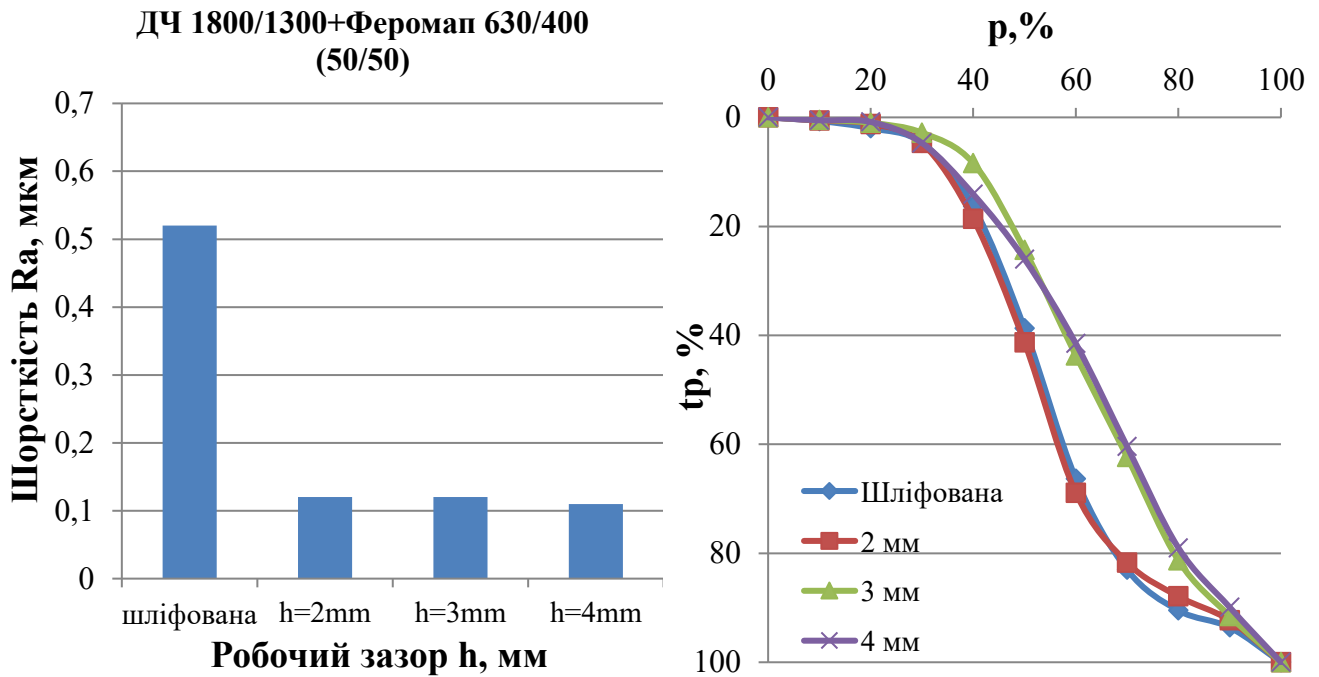 ДЧ 1800/1300+Феромап 630/400
(50/50)
Шорсткість Ra, мкм
0,7
0,6
0,5
0,4
0,3
0,2
0,1
0
шліфована h=2mm h=3mm h=4mm
Робочий зазор h, мм
p,%
0 20 40 60 80 100
tp, %
0
20
40
60
80
100
Шліфована
2 мм
3 мм
4 мм